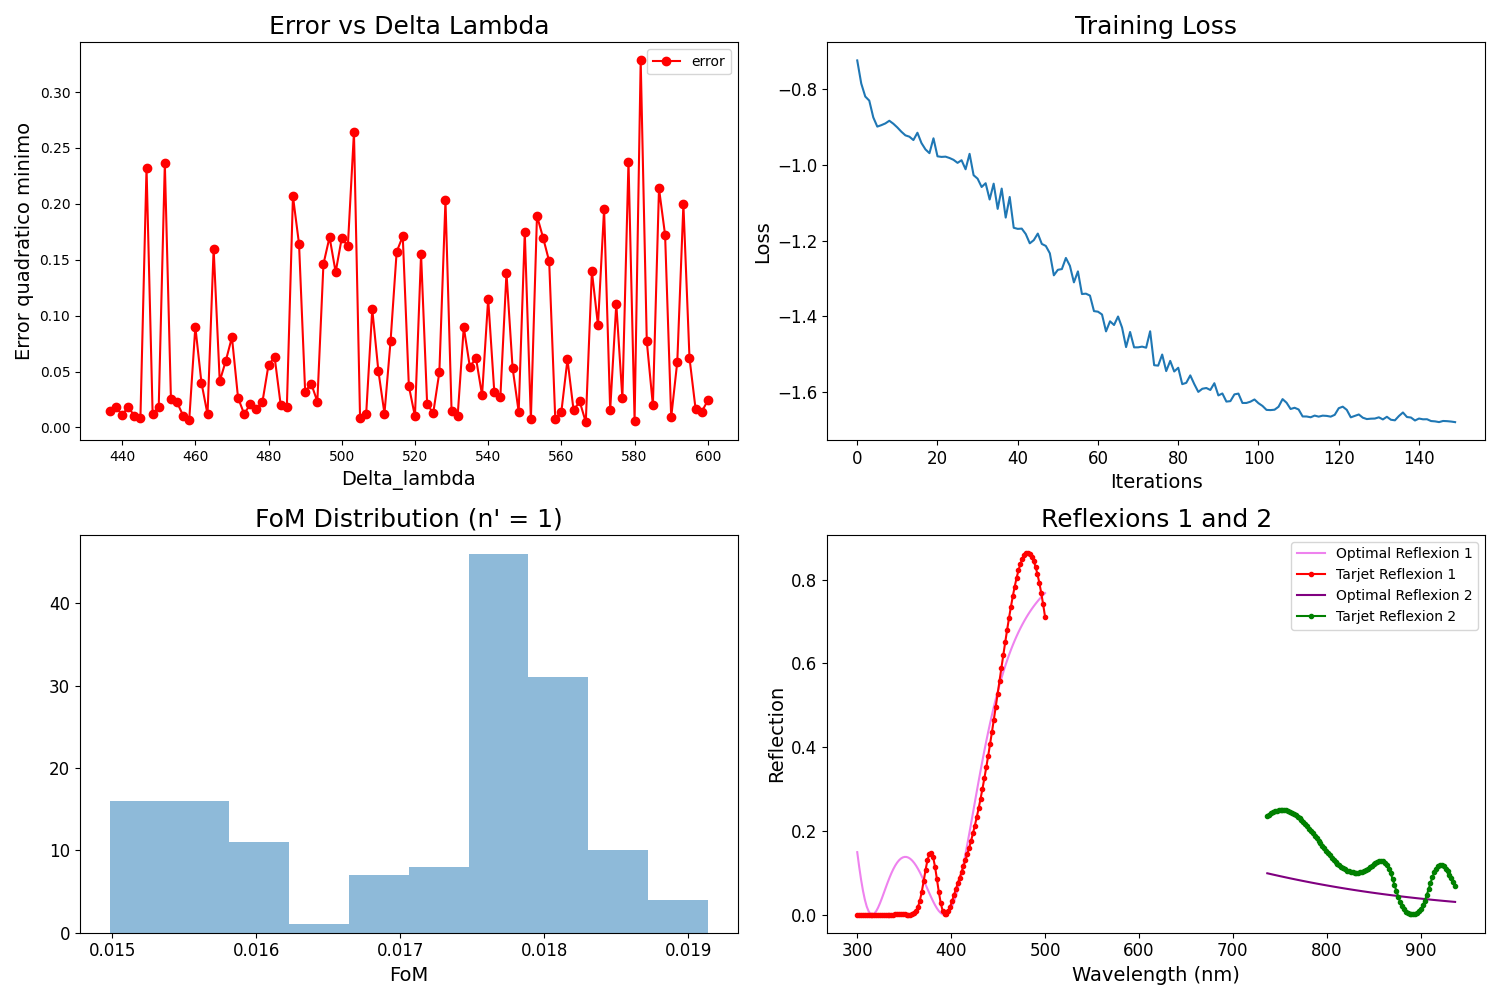 Error vs Delta Lambda
Error quadratico minimo
0.30
0.25
0.20
0.15
0.10
0.05
0.00
error
440 460 480 500 520 540 560 580 600
Delta_lambda
Training Loss
Loss
−0.8
−1.0
−1.2
−1.4
−1.6
0 20 40 60 80 100 120 140
Iterations
FoM Distribution (n' = 1)
40
30
20
10
0
0.015 0.016 0.017 0.018 0.019
FoM
Reflexions 1 and 2
Reflection
0.8
0.6
0.4
0.2
0.0
Optimal Reflexion 1
Tarjet Reflexion 1
Optimal Reflexion 2
Tarjet Reflexion 2
300 400 500 600 700 800 900
Wavelength (nm)